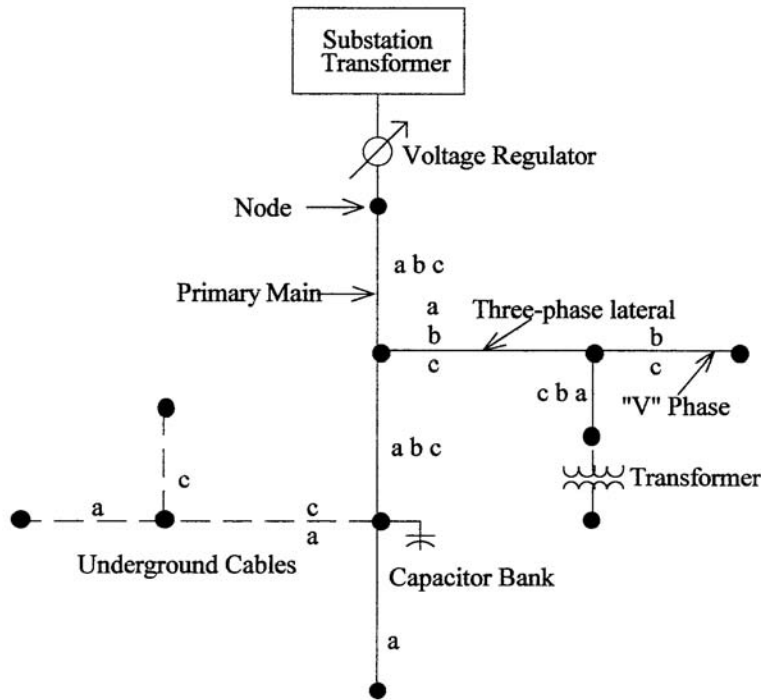 Substation
Transformer
Voltage Regulator
Node
a b c
Primary Main
a
b
c
Three-phase lateral
b
c
"V" Phase
c b a
a b c
Transformer
c
a
c
a
Underground Cables
Capacitor Bank
a